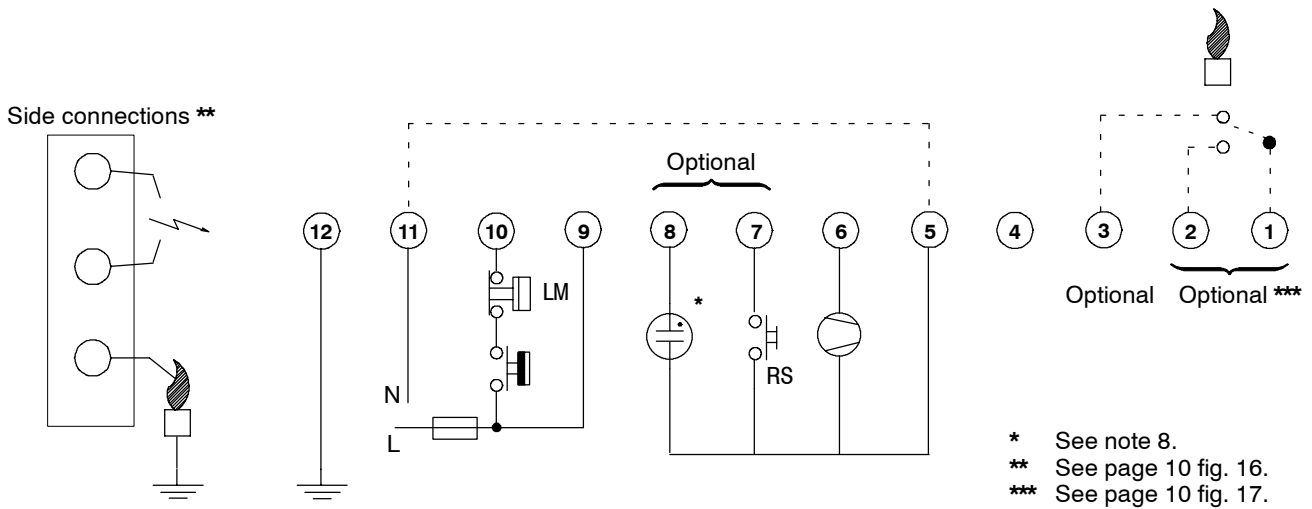 Side connections **
Optional
12 11 10 9 8 7 6 5 4 3 2 1
LM
*
Optional Optional ***
RS
N
L
* See note 8.
** See page 10 fig. 16.
*** See page 10 fig. 17.